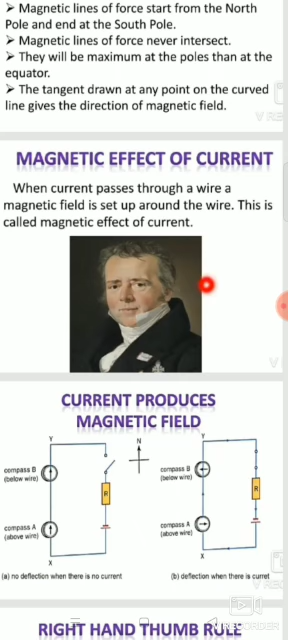 ➤ Magnetic lines of force start from the North
Pole and end at the South Pole.
➤ Magnetic lines of force never intersect.
➤ They will be maximum at the poles than at the
equator.
➤ The tangent drawn at any point on the curved
line gives the direction of magnetic field.
V RE
MAGNETIC EFFECT OF CURRENT
When current passes through a wire a
magnetic field is set up around the wire. This is
called magnetic effect of current.
V
CURRENT PRODUCES
MAGNETIC FIELD
Y
N
Y
compass B
(below wire)
compass B
(below wire)
R
R
compass A
(above wire)
compass A
(above wire)
X
X
(a) no deflection when there is no current
(b) deflection when there is curret
RIGHT HAND THUMB RULE
RECORDER